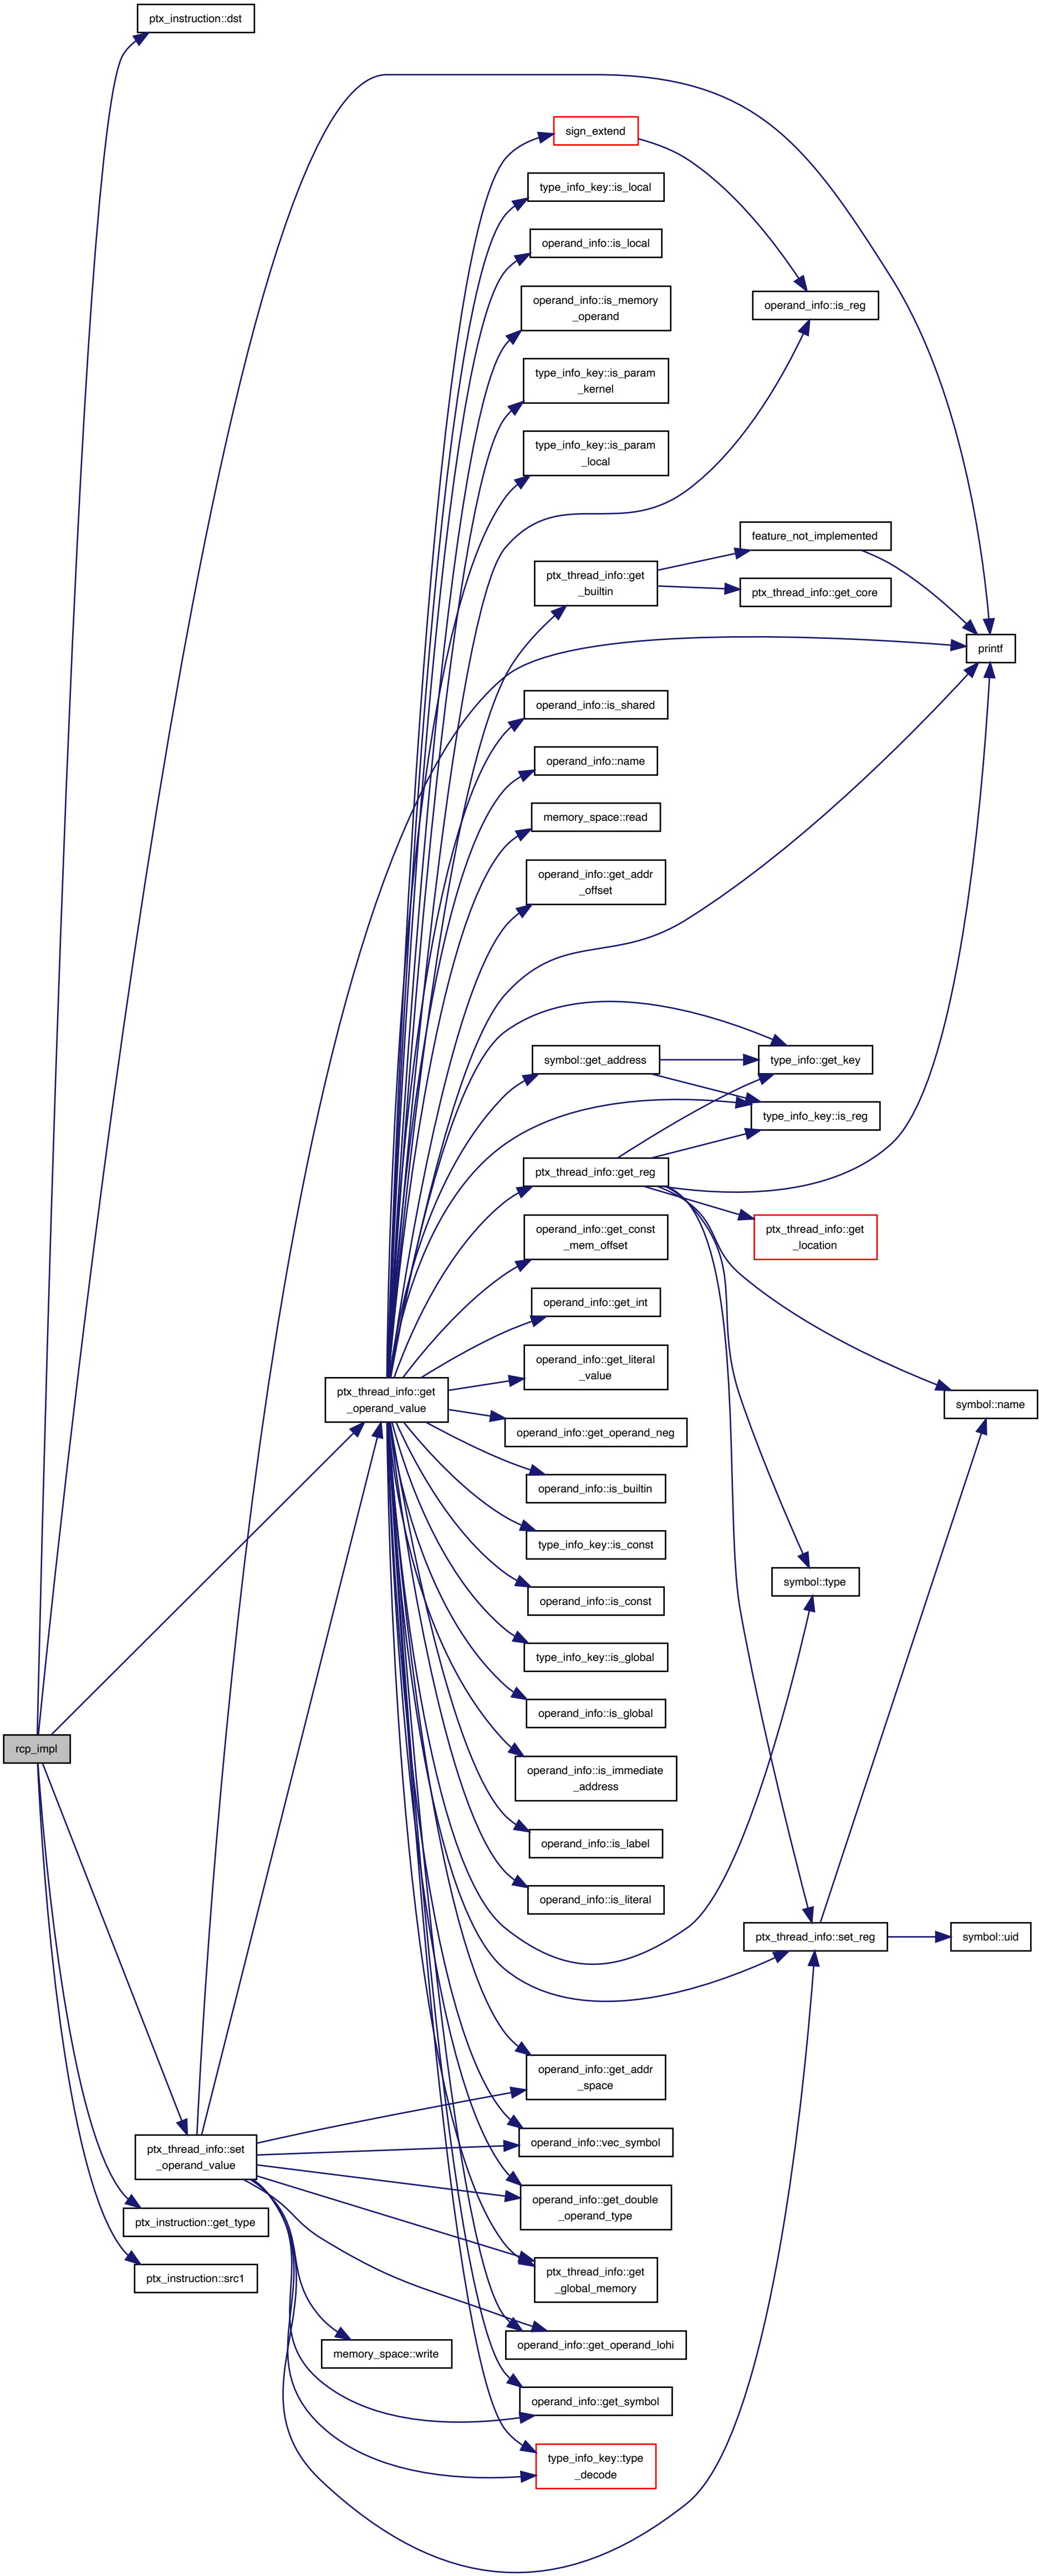 ptx_instruction::dst
sign_extend
type_info_key::is_local
operand_info::is_local
operand_info::is_memory
_operand
operand_info::is_reg
type_info_key::is_param
_kernel
type_info_key::is_param
_local
feature_not_implemented
ptx_thread_info::get
_builtin
ptx_thread_info::get_core
printf
operand_info::is_shared
operand_info::name
memory_space::read
operand_info::get_addr
_offset
symbol::get_address
type_info::get_key
type_info_key::is_reg
ptx_thread_info::get_reg
ptx_thread_info::get
_location
operand_info::get_const
_mem_offset
operand_info::get_int
operand_info::get_literal
_value
ptx_thread_info::get
_operand_value
symbol::name
operand_info::get_operand_neg
operand_info::is_builtin
type_info_key::is_const
symbol::type
operand_info::is_const
type_info_key::is_global
operand_info::is_global
rcp_impl
operand_info::is_immediate
_address
operand_info::is_label
operand_info::is_literal
ptx_thread_info::set_reg
symbol::uid
operand_info::get_addr
_space
operand_info::vec_symbol
ptx_thread_info::set
_operand_value
operand_info::get_double
_operand_type
ptx_instruction::get_type
ptx_thread_info::get
_global_memory
ptx_instruction::src1
operand_info::get_operand_lohi
memory_space::write
operand_info::get_symbol
type_info_key::type
_decode